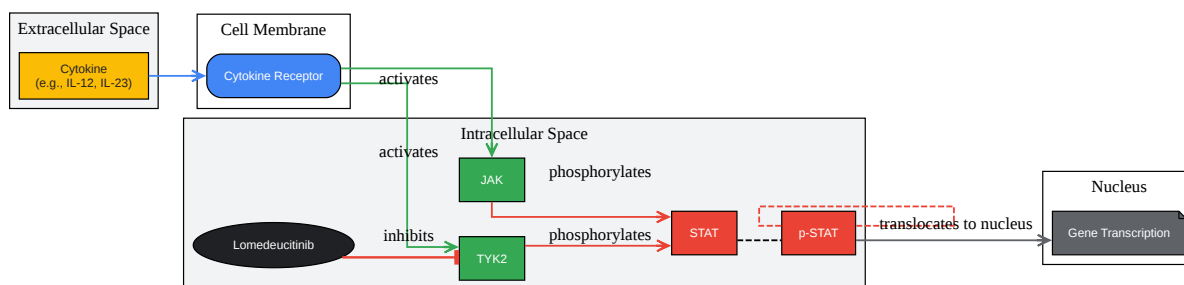 Extracellular Space
Cytokine
(e.g., IL-12, IL-23)
Cell Membrane
Cytokine Receptor
activates
activates
Intracellular Space
JAK
phosphorylates
Lomedeucitinib
inhibits
TYK2
phosphorylates
STAT
p-STAT
translocates to nucleus
Nucleus
Gene Transcription